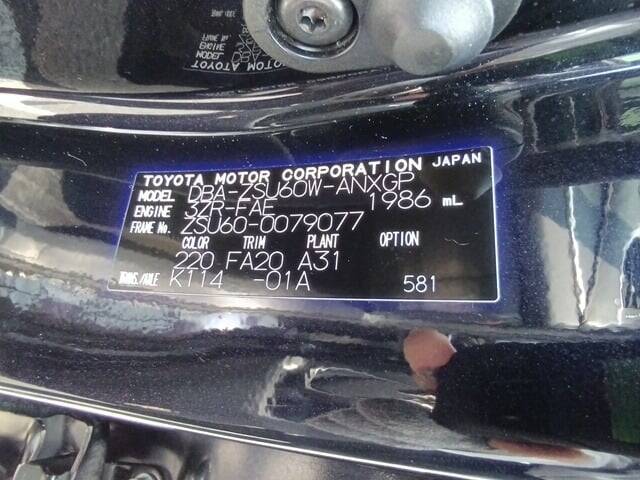 TOYOTA MOTOR CORPORATION JAPAN
MODEL DBA-ZSU60W-ANXGP
ENGINE 3ZR-FAE 1986 mL
FRAME No. ZSU60-0079077
COLOR TRIM PLANT OPTION
220 FA20 A31
TRANS./AXLE K114 -01A 581